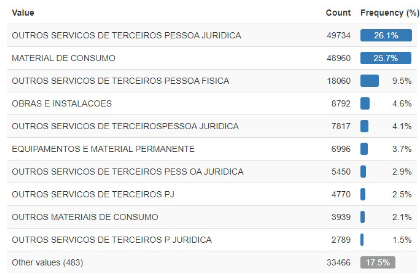 Value Count Frequency (%)
OUTROS SERVICOS DE TERCEIROS PESSOA JURIDICA 49734 26.1%
MATERIAL DE CONSUMO 48960 25.7%
OUTROS SERVICOS DE TERCEIROS PESSOA FISICA 18060 9.5%
OBRAS E INSTALACOES 8792 4.6%
OUTROS SERVICOS DE TERCEIROSPESSOA JURIDICA 7817 4.1%
EQUIPAMENTOS E MATERIAL PERMANENTE 6996 3.7%
OUTROS SERVICOS DE TERCEIROS PESS OA JURIDICA 5450 2.9%
OUTROS SERVICOS DE TERCEIROS PJ 4770 2.5%
OUTROS MATERIAIS DE CONSUMO 3939 2.1%
OUTROS SERVICOS DE TERCEIROS P JURIDICA 2789 1.5%
Other values (483) 33466 17.5%